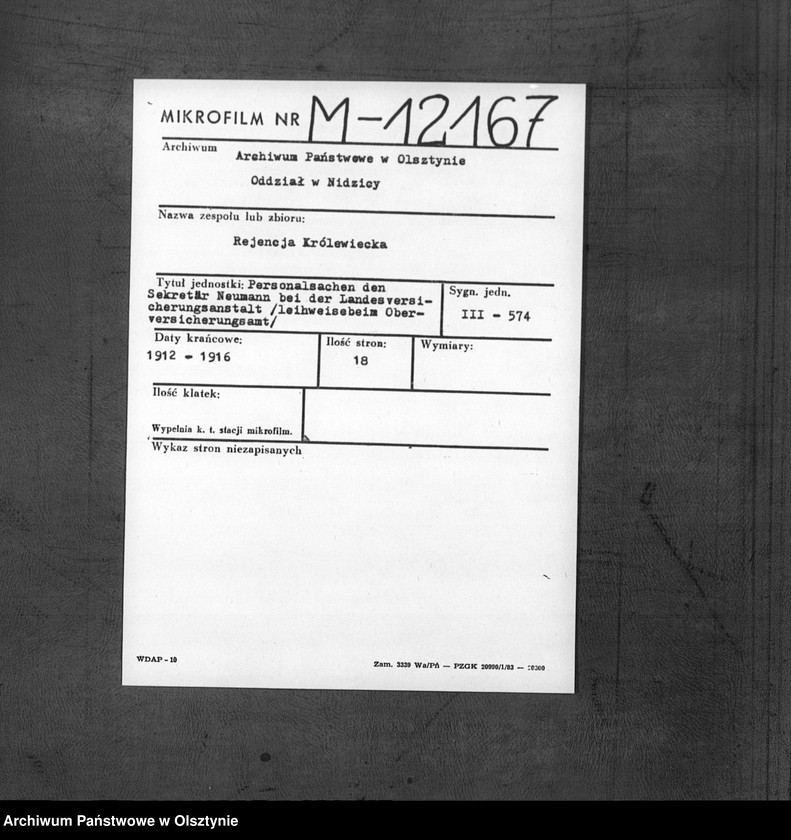 MIKROFILM NR M-12167
Archiwum
Archiwum Państwowe w Olsztynie
Oddział w Nidzicy
Nazwa zespołu lub zbioru:
Rejencja Królewiecka
Tytuł jednostki: Personalsachen den
Sekretär Neumann bei der Landesversi-
cherungsanstalt /leihweisebeim Ober-
versicherungsamt/
Sygn. jedn.
III - 574
Daty krańcowe:
1912 - 1916
Ilość stron:
18
Wymiary:
Ilość klatek:
Wypełnia k. t. stacji mikrofilm.
Wykaz stron niezapisanych
WDAP - 10
Zam. 3339 Wa/Pń — PZGK 20990/1/83 —
Archiwum Państwowe w Olsztynie